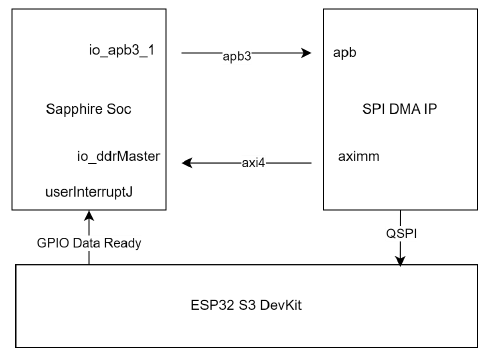 io_apb3_1
apb3
apb
Sapphire Soc
SPI DMA IP
io_ddrMaster
axi4
aximm
userInterruptJ
GPIO Data Ready
QSPI
ESP32 S3 DevKit